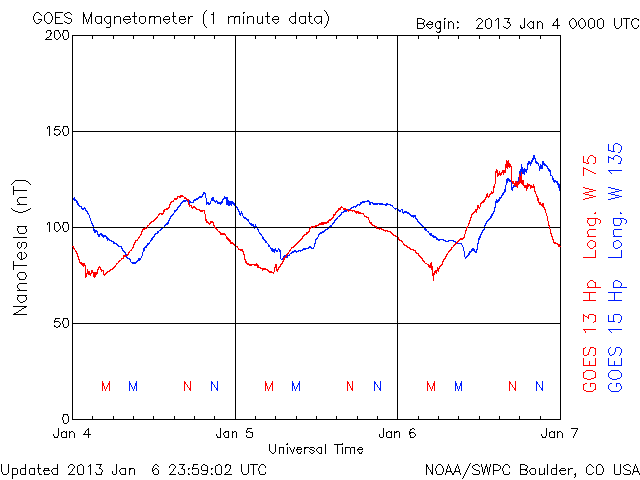 GOES Magnetometer (1 minute data)
Begin: 2013 Jan 4 0000 UTC
200
150
100
50
0
NanoTesla (nT)
M M N N M M N N M M N N
Jan 4 Jan 5 Jan 6 Jan 7
Universal Time
GOES 13 Hp Long. W 75
GOES 15 Hp Long. W 135
Updated 2013 Jan 6 23:59:02 UTC
NOAA/SWPC Boulder, CO USA